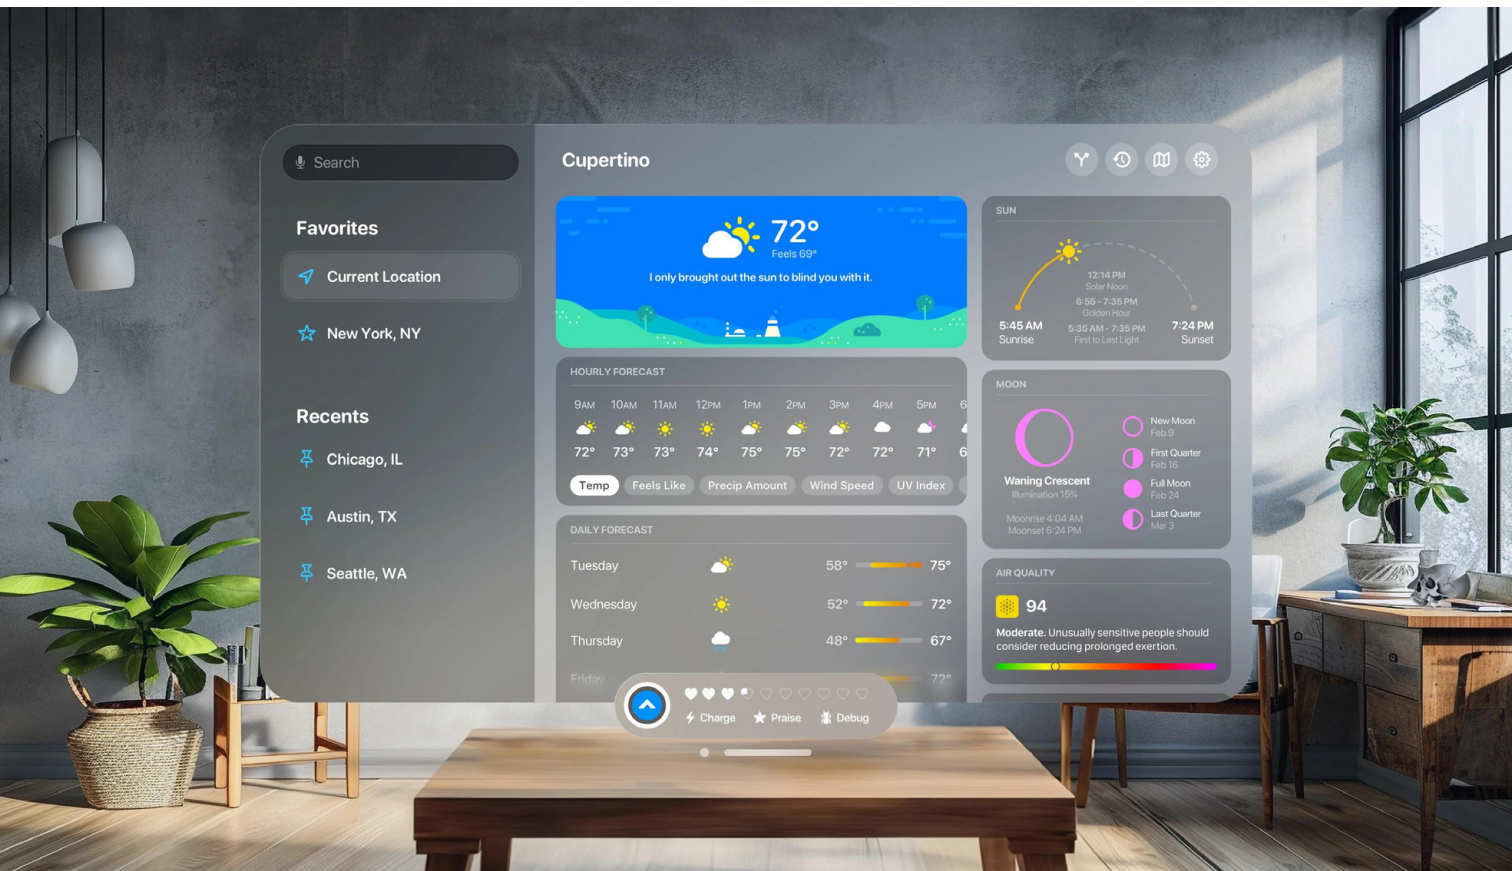 Search
Favorites
Current Location
New York, NY
Recents
Chicago, IL
Austin, TX
Seattle, WA
Cupertino
72°
Feels 69°
I only brought out the sun to blind you with it.
HOURLY FORECAST
9AM 10AM 11AM 12PM 1PM 2PM 3PM 4PM 5PM 6
72° 73° 73° 74° 75° 75° 72° 72° 71° 6
Temp Feels Like Precip Amount Wind Speed UV Index
DAILY FORECAST
Tuesday 58° 75°
Wednesday 52° 72°
Thursday 48° 67°
Friday 72°
Charge Praise Debug
SUN
12:14 PM
Solar Noon
6:55 - 7:35 PM
Golden Hour
5:45 AM
Sunrise
5:35 AM - 7:35 PM
First to Last Light
7:24 PM
Sunset
MOON
Waning Crescent
Illumination 15%
Moonrise 4:04 AM
Moonset 6:24 PM
New Moon
Feb 9
First Quarter
Feb 16
Full Moon
Feb 24
Last Quarter
Mar 3
AIR QUALITY
94
Moderate. Unusually sensitive people should
consider reducing prolonged exertion.